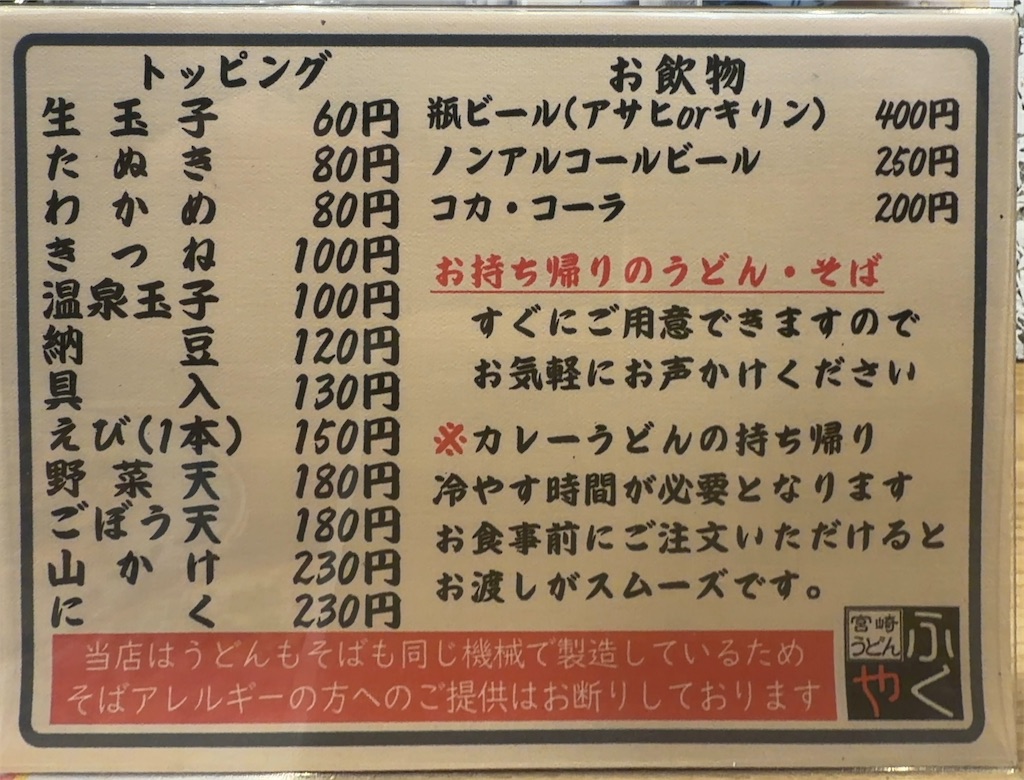 トッピング
生玉子 60円
たぬき 80円
わかめ 80円
きつね 100円
温泉玉子 100円
納豆 120円
具入 130円
えび(1本) 150円
野菜天 180円
ごぼう天 180円
山かけ 230円
にく 230円
お飲物
瓶ビール(アサヒorキリン) 400円
ノンアルコールビール 250円
コカ・コーラ 200円
お持ち帰りのうどん・そば
すぐにご用意できますので
お気軽にお声かけください
※カレーうどんの持ち帰り
冷やす時間が必要となります
お食事前にご注文いただけると
お渡しがスムーズです。
当店はうどんもそばも同じ機械で製造しているため
そばアレルギーの方へのご提供はお断りしております
宮崎
うどん
ふく
や